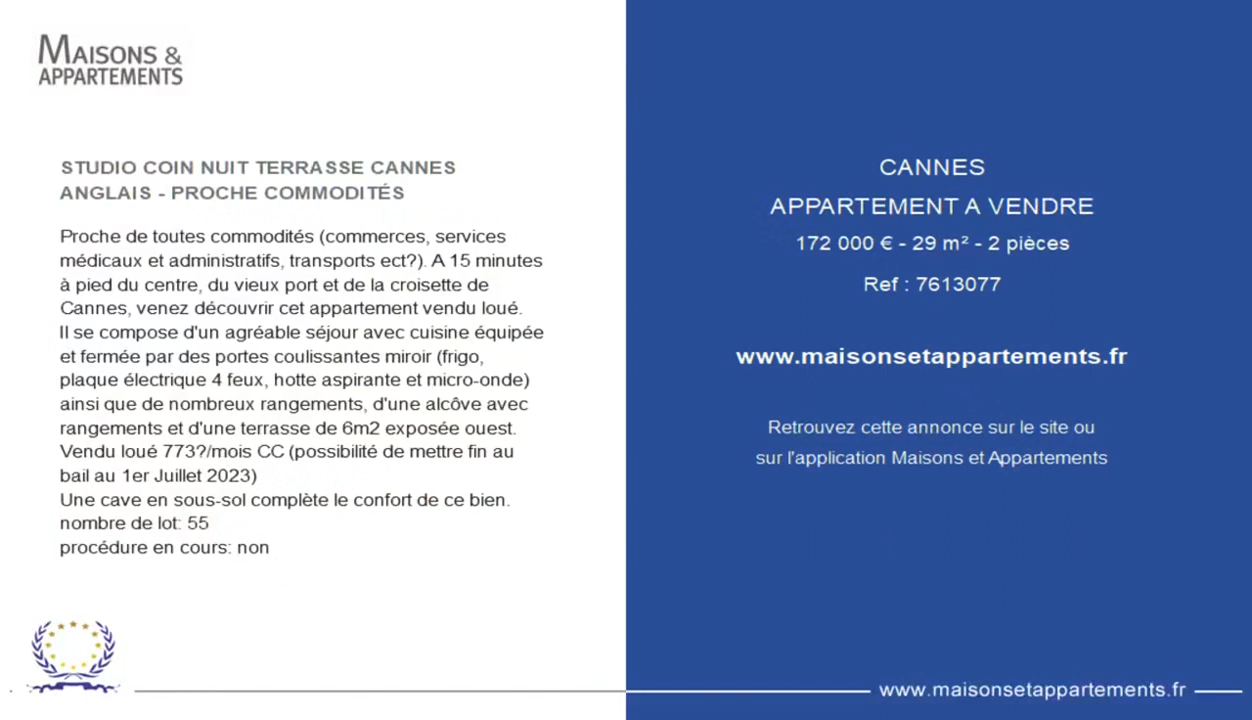 MAISONS &
APPARTEMENTS
STUDIO COIN NUIT TERRASSE CANNES
ANGLAIS - PROCHE COMMODITÉS
Proche de toutes commodités (commerces, services
médicaux et administratifs, transports ect?). A 15 minutes
à pied du centre, du vieux port et de la croisette de
Cannes, venez découvrir cet appartement vendu loué.
Il se compose d'un agréable séjour avec cuisine équipée
et fermée par des portes coulissantes miroir (frigo,
plaque électrique 4 feux, hotte aspirante et micro-onde)
ainsi que de nombreux rangements, d'une alcôve avec
rangements et d'une terrasse de 6m2 exposée ouest.
Vendu loué 773?/mois CC (possibilité de mettre fin au
bail au 1er Juillet 2023)
Une cave en sous-sol complète le confort de ce bien.
nombre de lot: 55
procédure en cours: non
CANNES
APPARTEMENT A VENDRE
172 000 € - 29 m² - 2 pièces
Ref : 7613077
www.maisonsetappartements.fr
Retrouvez cette annonce sur le site ou
sur l'application Maisons et Appartements
www.maisonsetappartements.fr